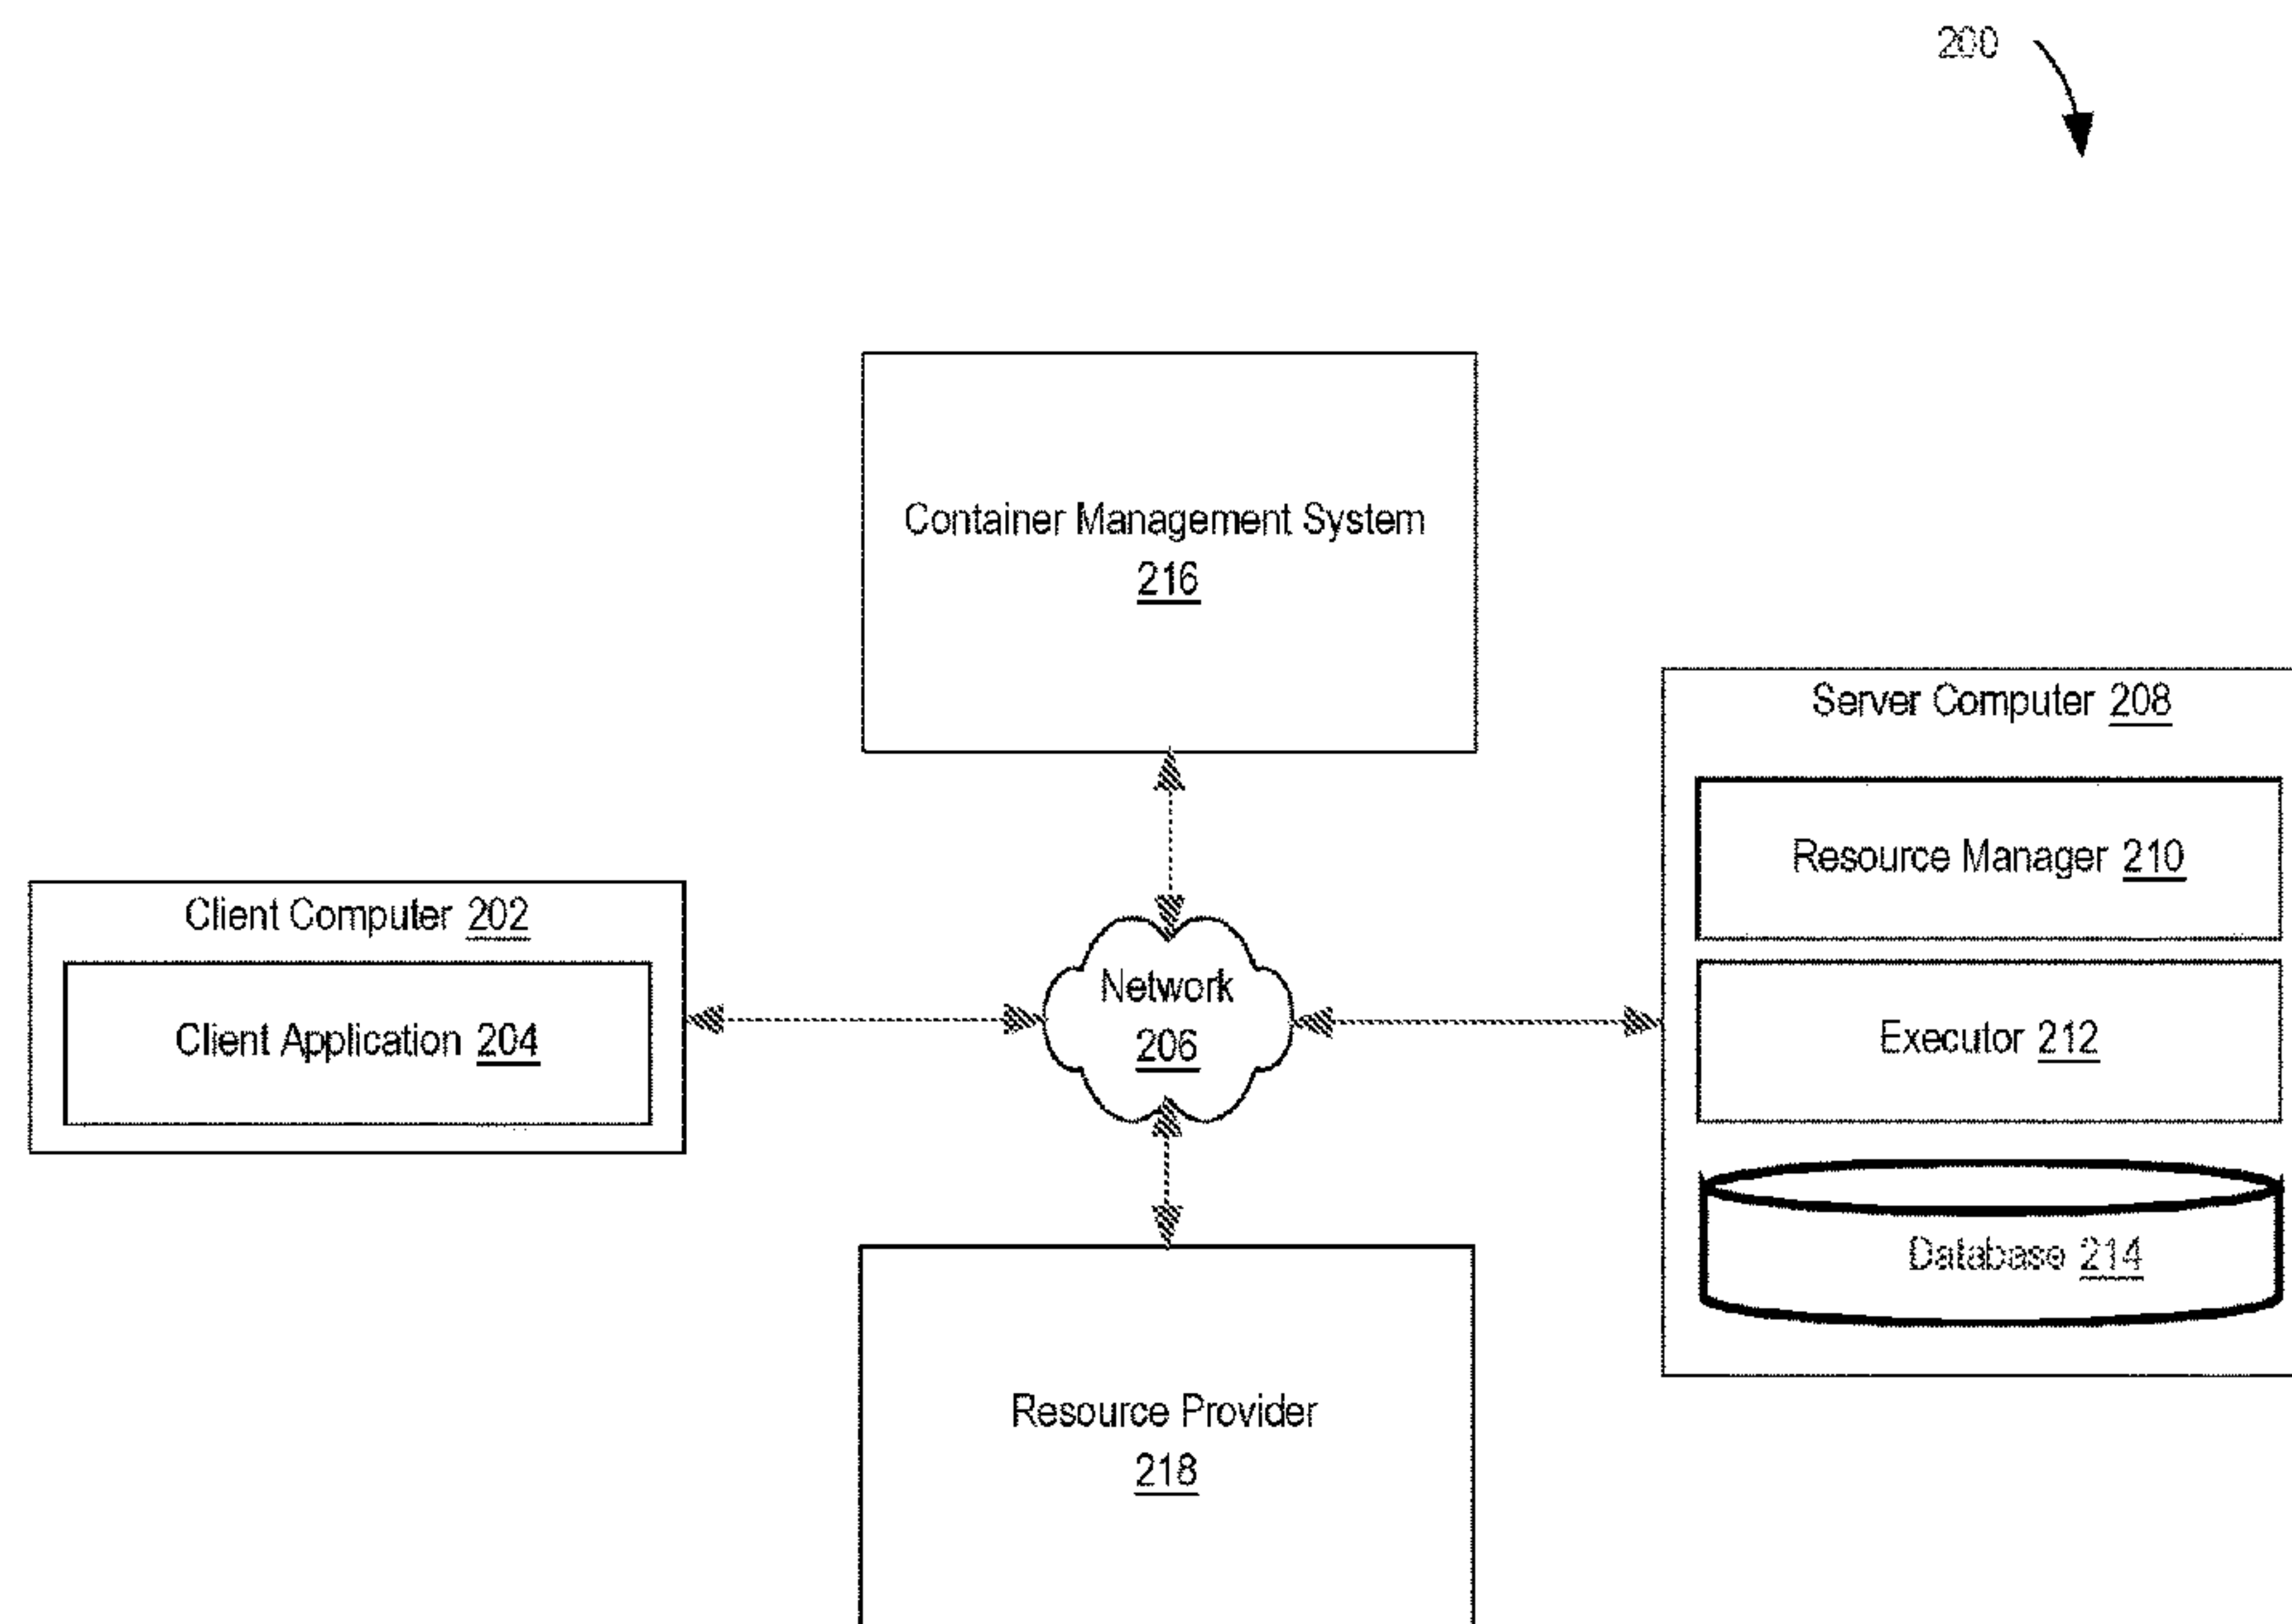 200
Container Management System
216
Server Computer 208
Resource Manager 210
Client Computer 202
Network
Client Application 204
206
Executor 212
Database 214
Resource Provider
218